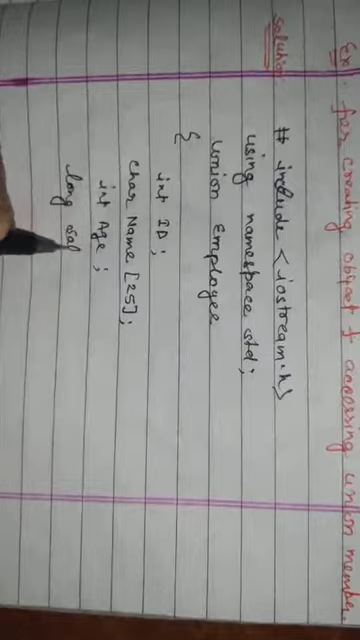 Ex: for creating object & accessing union member.
Solution
# include <iostream.h>
using namespace std;
Union Employee
{
int ID;
char Name [25];
int Age;
long Sal